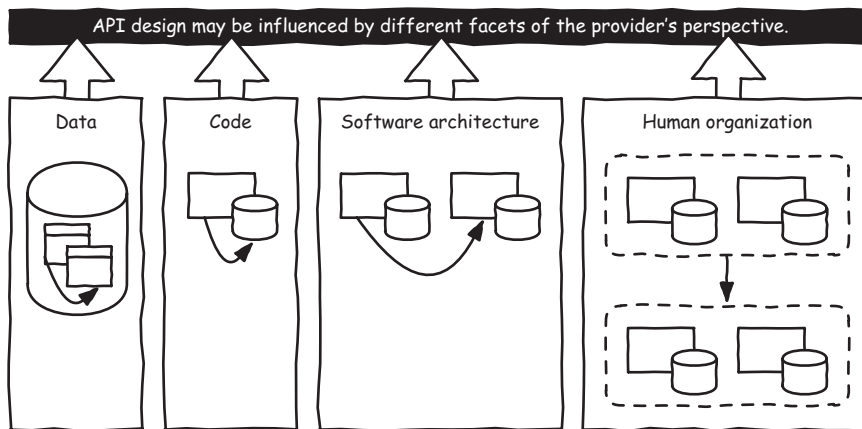 API design may be influenced by different facets of the provider's perspective.
Data
Code
Software architecture
Human organization